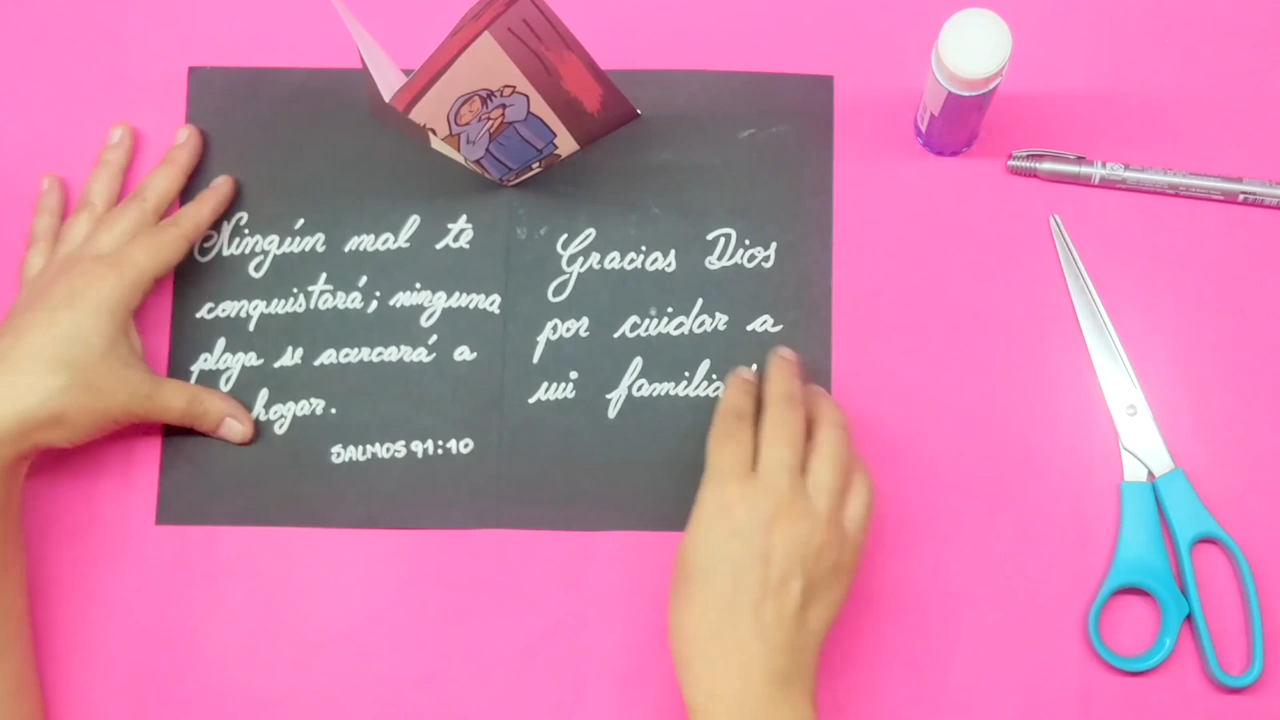 Ningún mal te
conquistará; ninguna
plaga se acercará a
hogar.
SALMOS 91:10
Gracias Dios
por cuidar a
mi familia